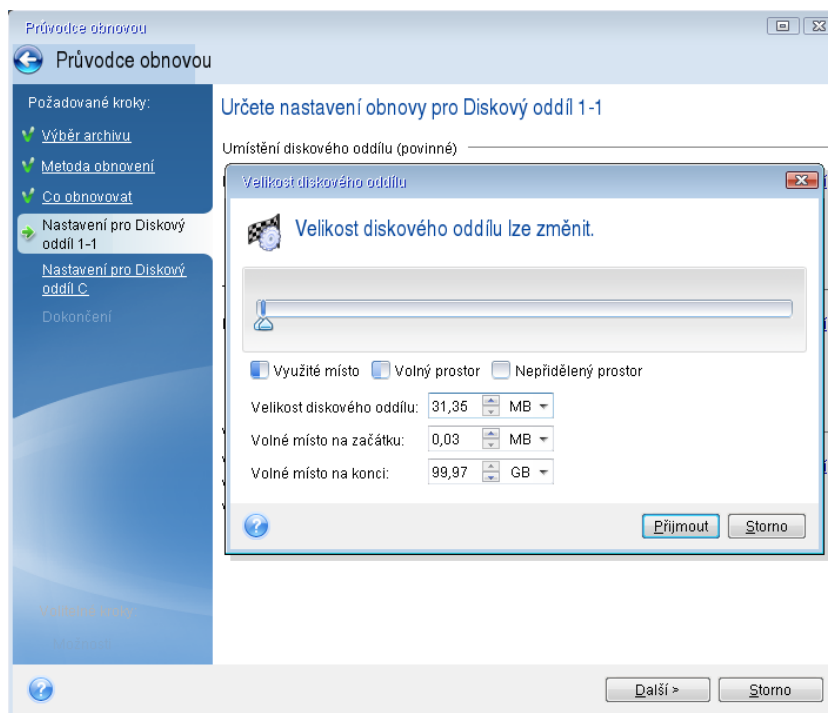 Průvodce obnovou
Průvodce obnovou
Požadované kroky:
Výběr archivu
Metoda obnovení
Co obnovovat
Nastavení pro Diskový
oddíl 1-1
Nastavení pro Diskový
oddíl C
Dokončení
Určete nastavení obnovy pro Diskový oddíl 1-1
Umístění diskového oddílu (povinné)
Velikost diskového oddílu
Velikost diskového oddílu lze změnit.
Využité místo Volný prostor Nepřidělený prostor
Velikost diskového oddílu: 31,35 MB
Volné místo na začátku: 0,03 MB
Volné místo na konci: 99,97 GB
Přijmout Storno
Další > Storno